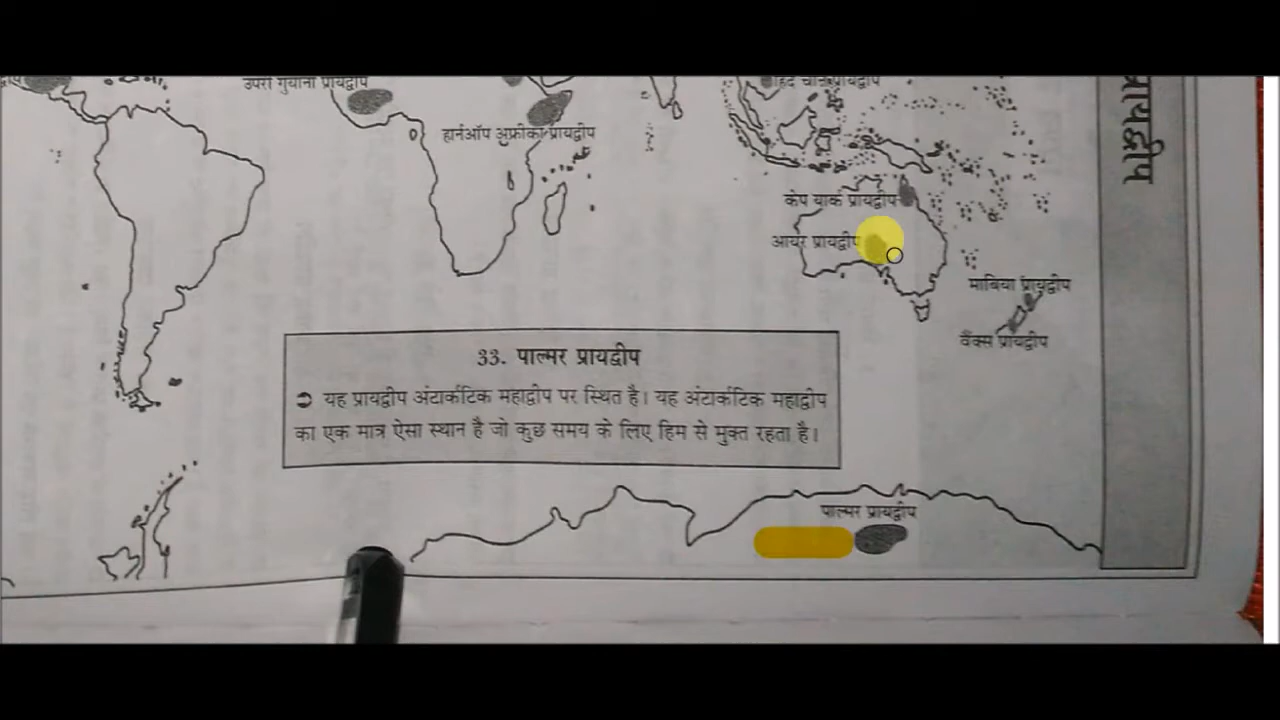 उपरी गुयाना प्रायद्वीप
हार्नऑप अफ्रीका प्रायद्वीप
केप यार्क प्रायद्वीप
आयर प्रायद्वीप
माबिया प्रायद्वीप
वैंक्स प्रायद्वीप
33. पाल्मर प्रायद्वीप
➲ यह प्रायद्वीप अंटार्कटिक महाद्वीप पर स्थित है। यह अंटार्कटिक महाद्वीप
का एक मात्र ऐसा स्थान है जो कुछ समय के लिए हिम से मुक्त रहता है।
पाल्मर प्रायद्वीप